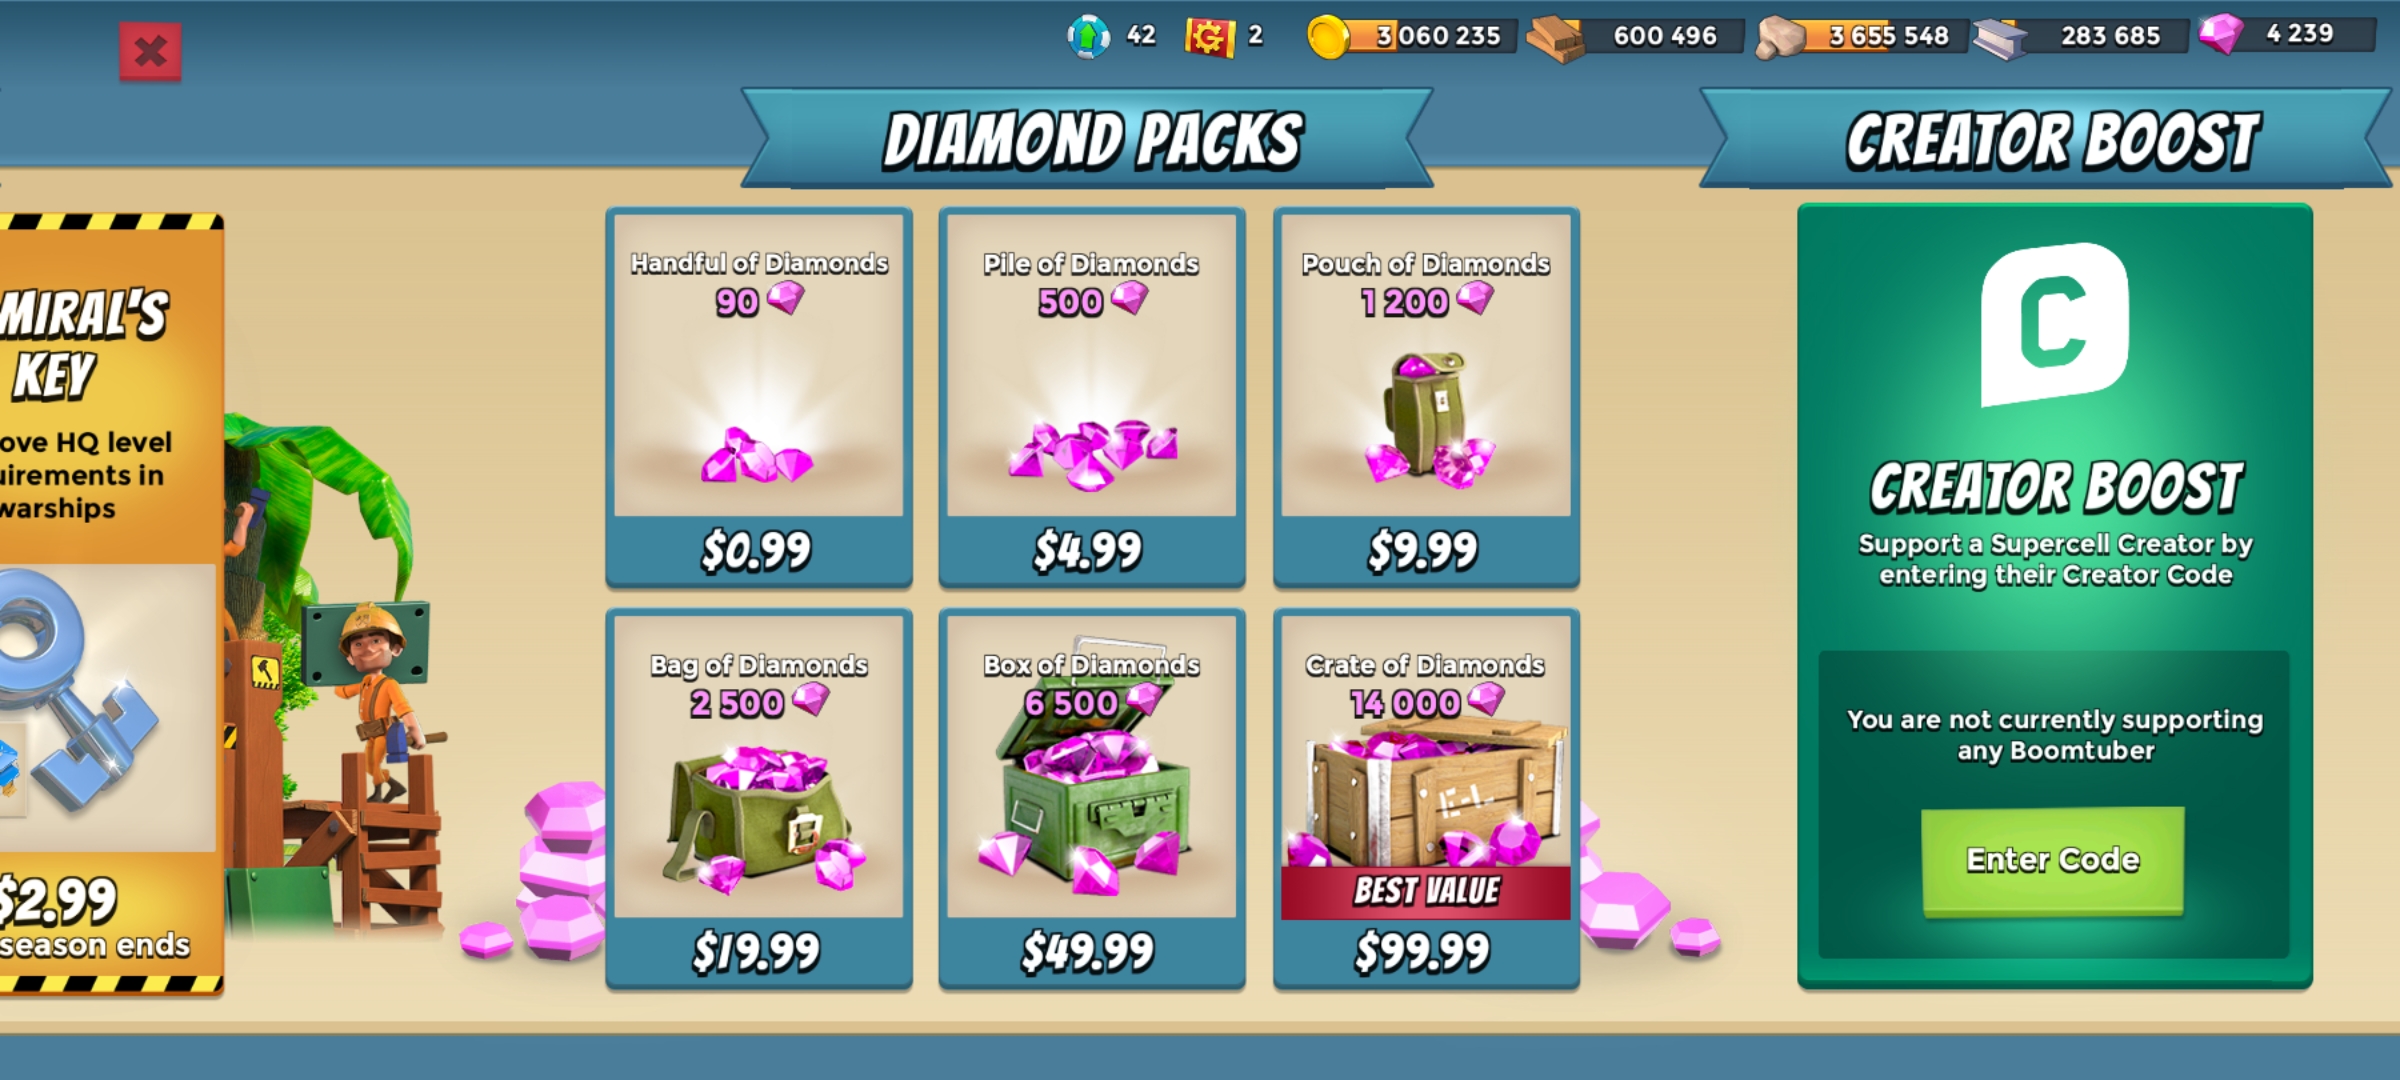 42
2
3 060 235
600 496
3 655 548
283 685
4 239
DIAMOND PACKS
CREATOR BOOST
MIRAL'S
KEY
ove HQ level
uirements in
warships
$2.99
season ends
Handful of Diamonds
90
$0.99
Pile of Diamonds
500
$4.99
Pouch of Diamonds
1 200
$9.99
Bag of Diamonds
2 500
$19.99
Box of Diamonds
6 500
$49.99
Crate of Diamonds
14 000
BEST VALUE
$99.99
C
CREATOR BOOST
Support a Supercell Creator by
entering their Creator Code
You are not currently supporting
any Boomtuber
Enter Code